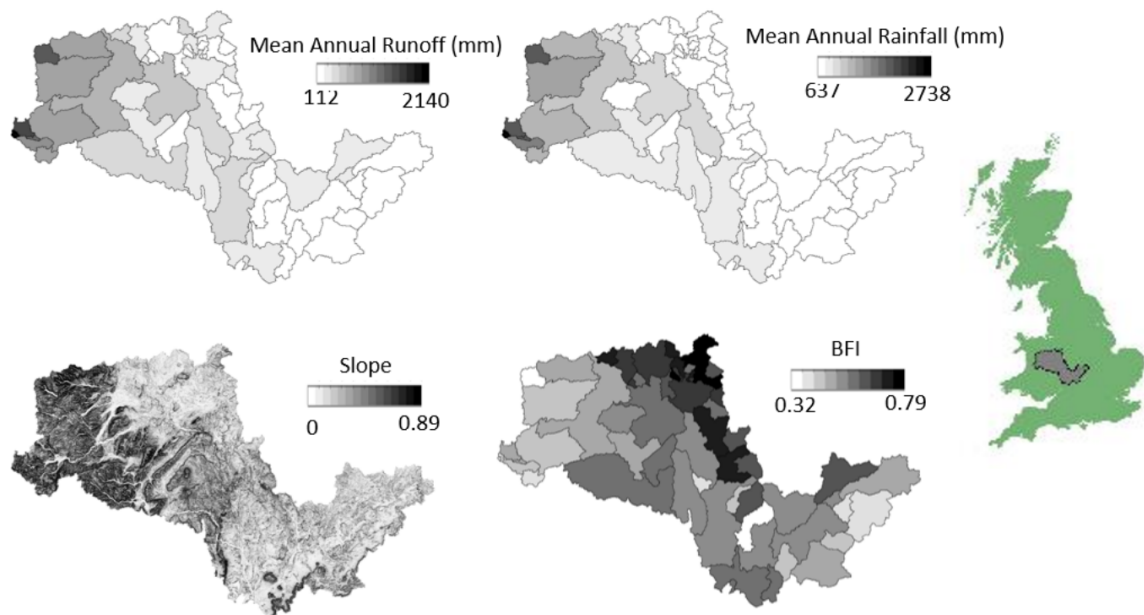 Mean Annual Runoff (mm)
112
2140
Mean Annual Rainfall (mm)
637
2738
Slope
0
0.89
BFI
0.32
0.79